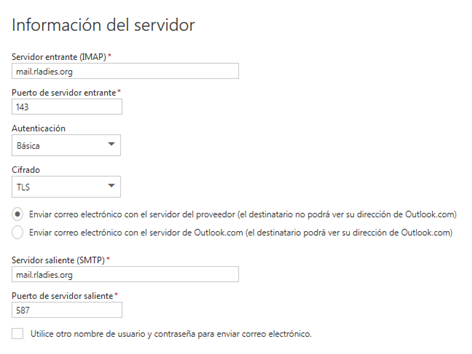 Información del servidor
Servidor entrante (IMAP) *
mail.rladies.org
Puerto de servidor entrante *
143
Autenticación
Básica
Cifrado
TLS
Enviar correo electrónico con el servidor del proveedor (el destinatario no podrá ver su dirección de Outlook.com)
Enviar correo electrónico con el servidor de Outlook.com (el destinatario podrá ver su dirección de Outlook.com)
Servidor saliente (SMTP) *
mail.rladies.org
Puerto de servidor saliente *
587
Utilice otro nombre de usuario y contraseña para enviar correo electrónico.